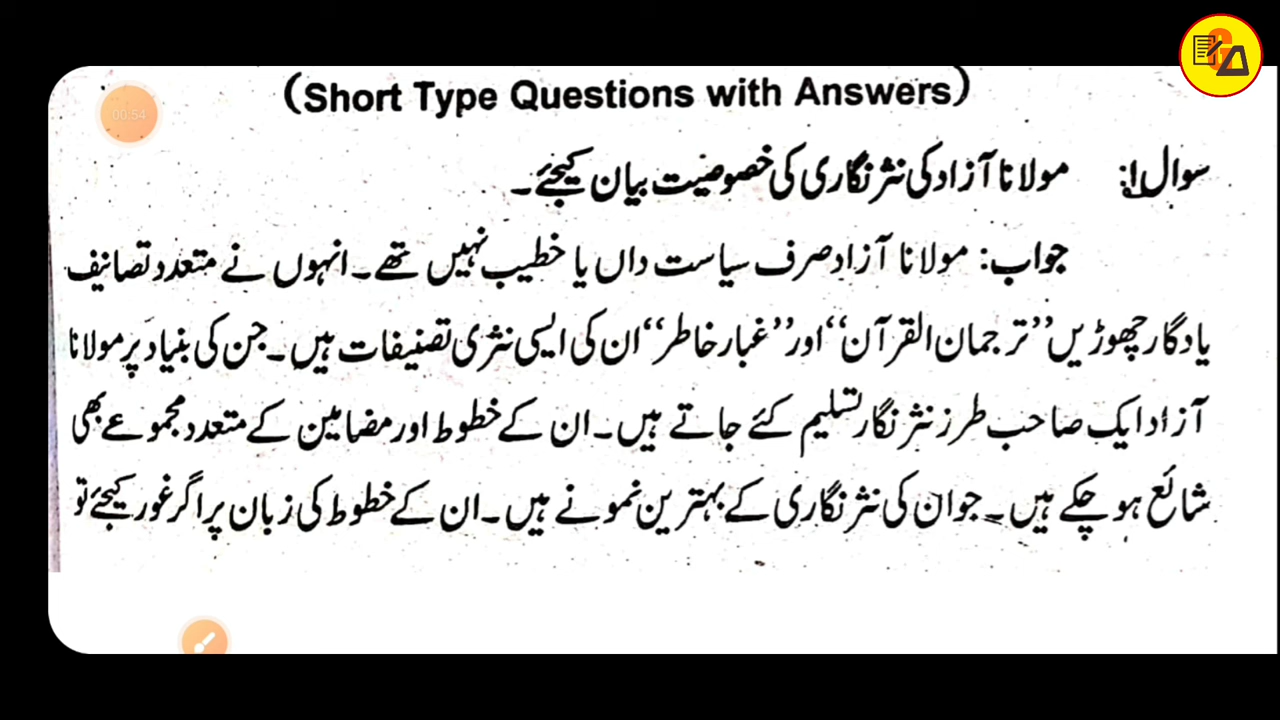 (Short Type Questions with Answers)
سوال 1: مولانا آزاد کی نثر نگاری کی خصوصیت بیان کیجئے۔
جواب: مولانا آزاد صرف سیاست داں یا خطیب نہیں تھے۔ انہوں نے متعدد تصانیف
یادگار چھوڑیں ’’ترجمان القرآن‘‘ اور ’’غبار خاطر‘‘ ان کی ایسی نثری تصنیفات ہیں۔ جن کی بنیاد پر مولانا
آزاد ایک صاحب طرز نثر نگار تسلیم کئے جاتے ہیں۔ ان کے خطوط اور مضامین کے متعدد مجموعے بھی
شائع ہو چکے ہیں۔ جو ان کی نثر نگاری کے بہترین نمونے ہیں۔ ان کے خطوط کی زبان پر اگر غور کیجئے تو
00:54